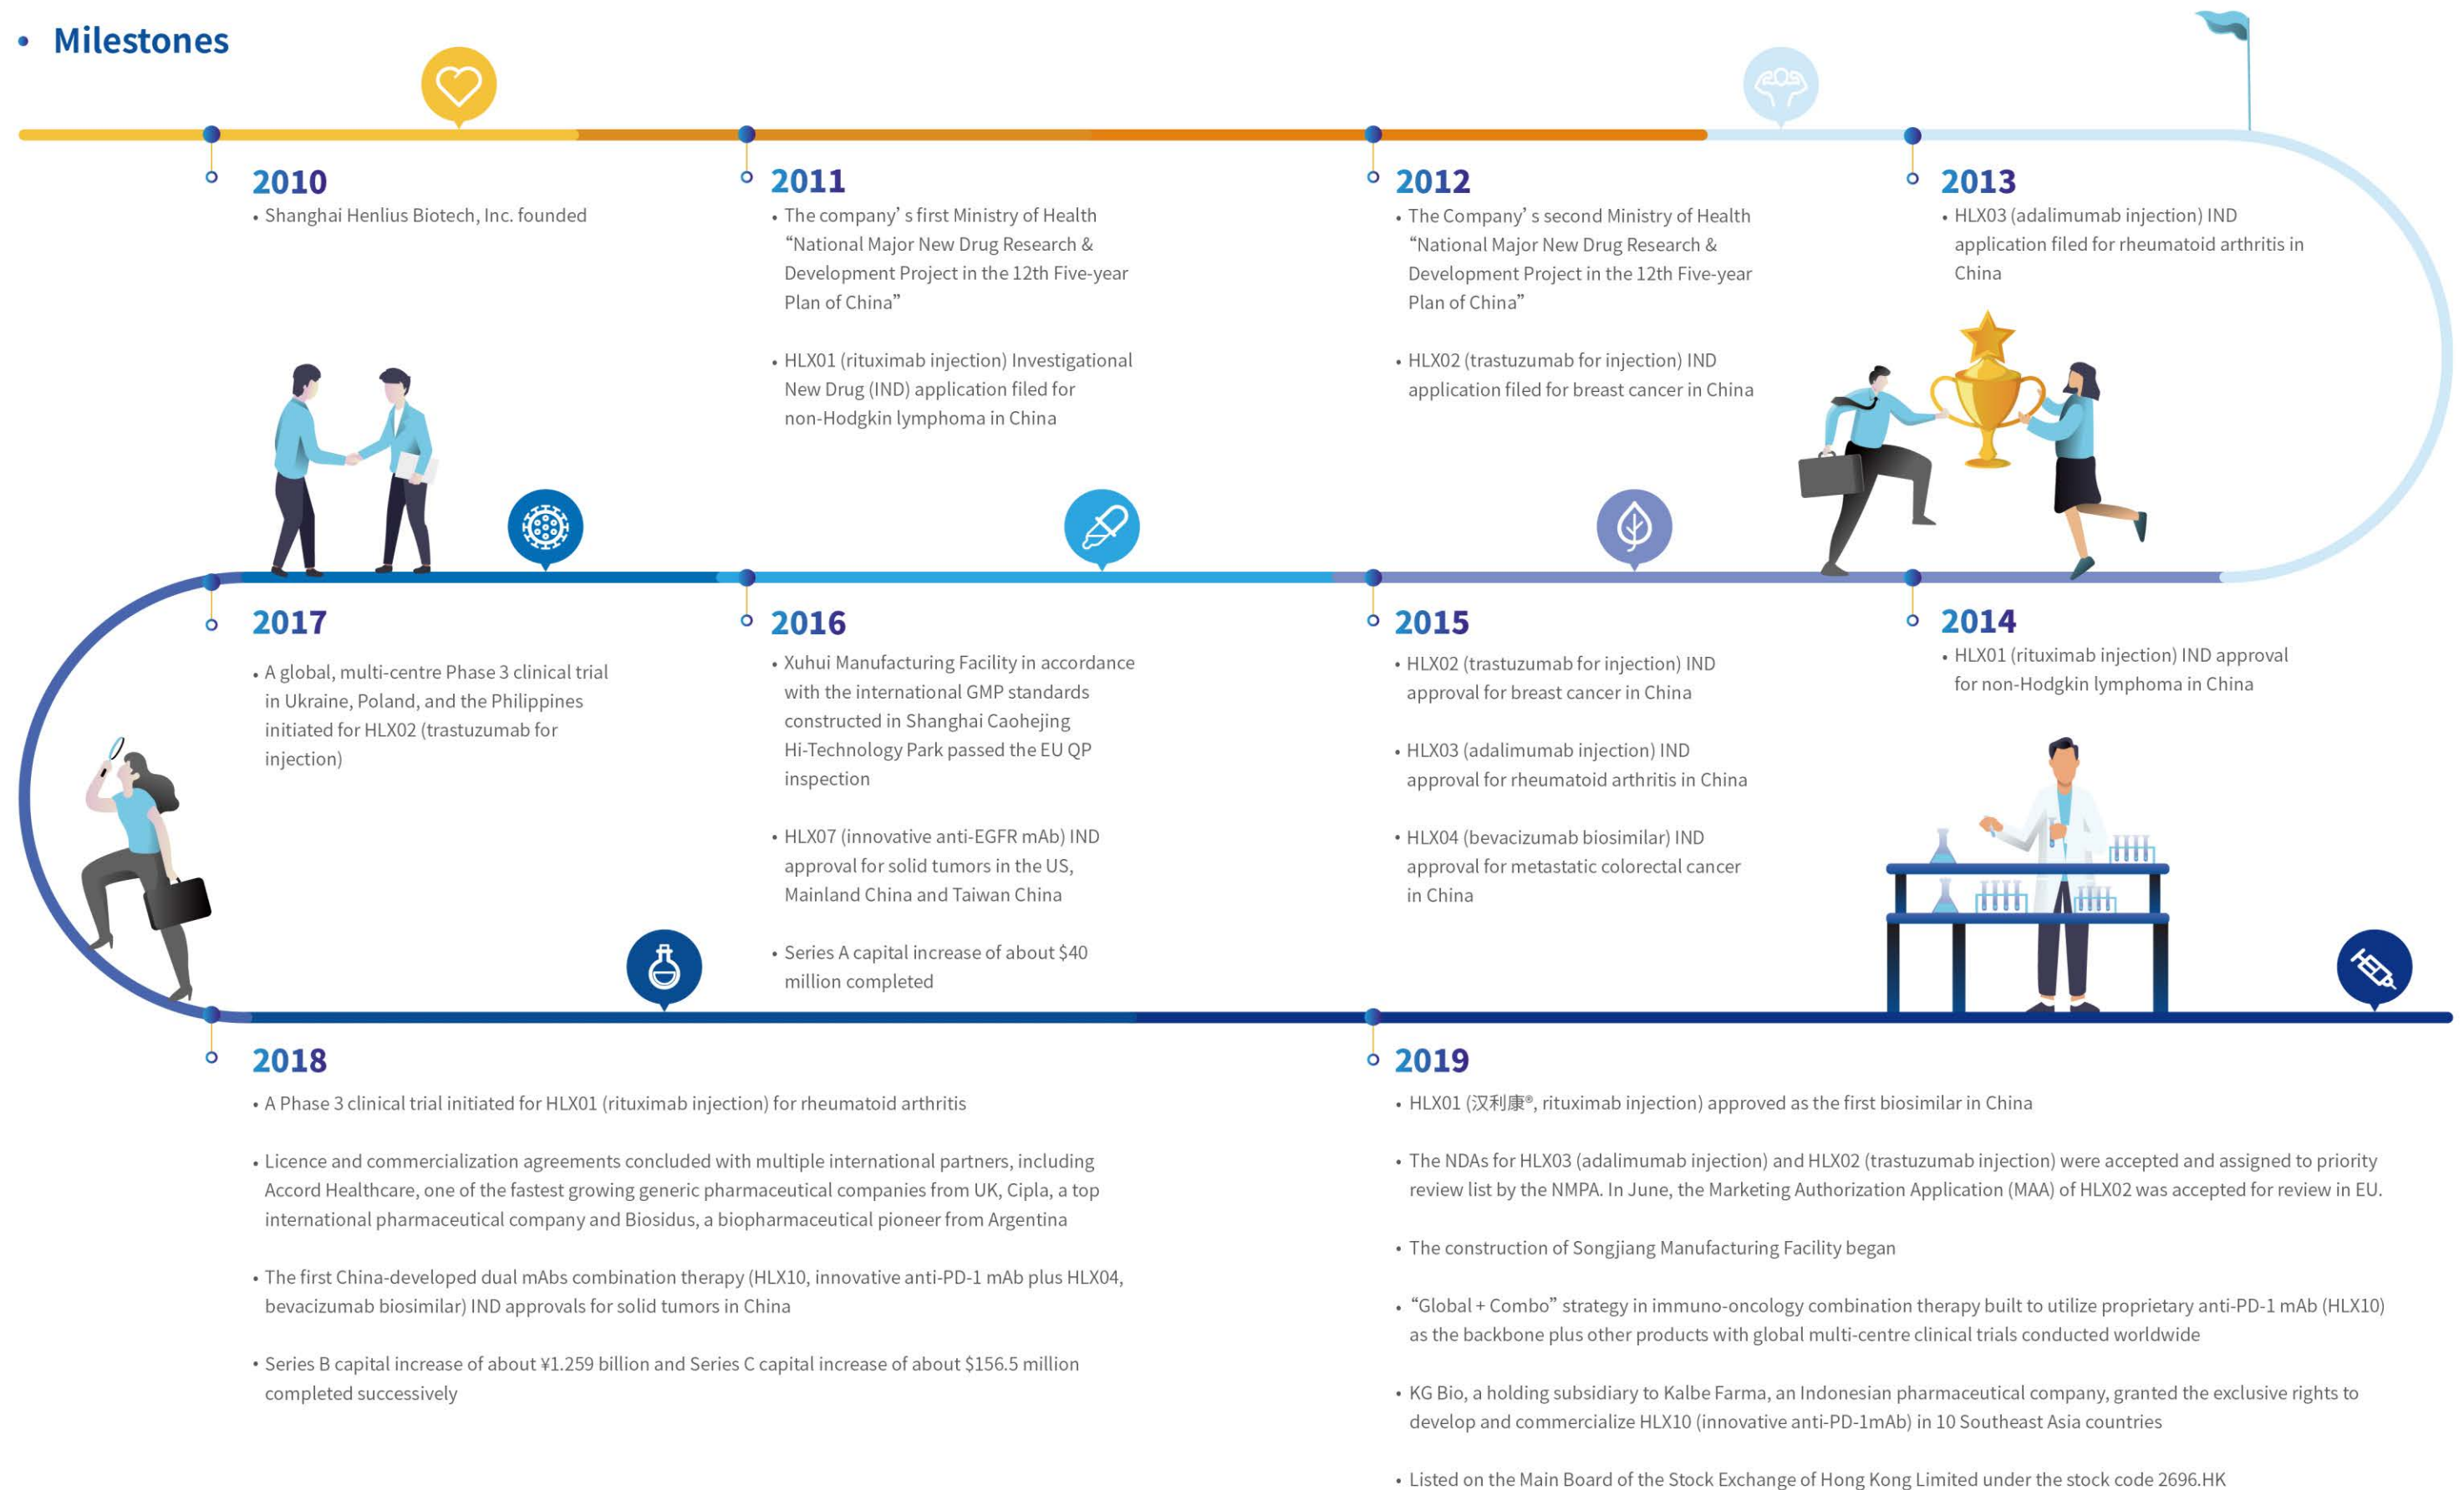 • Milestones
2010
• Shanghai Henlius Biotech, Inc. founded
2011
• The company’s first Ministry of Health
“National Major New Drug Research &
Development Project in the 12th Five-year
Plan of China”
• HLX01 (rituximab injection) Investigational
New Drug (IND) application filed for
non-Hodgkin lymphoma in China
2012
• The Company’s second Ministry of Health
“National Major New Drug Research &
Development Project in the 12th Five-year
Plan of China”
• HLX02 (trastuzumab for injection) IND
application filed for breast cancer in China
2013
• HLX03 (adalimumab injection) IND
application filed for rheumatoid arthritis in
China
2014
• HLX01 (rituximab injection) IND approval
for non-Hodgkin lymphoma in China
2015
• HLX02 (trastuzumab for injection) IND
approval for breast cancer in China
• HLX03 (adalimumab injection) IND
approval for rheumatoid arthritis in China
• HLX04 (bevacizumab biosimilar) IND
approval for metastatic colorectal cancer
in China
2016
• Xuhui Manufacturing Facility in accordance
with the international GMP standards
constructed in Shanghai Caohejing
Hi-Technology Park passed the EU QP
inspection
• HLX07 (innovative anti-EGFR mAb) IND
approval for solid tumors in the US,
Mainland China and Taiwan China
• Series A capital increase of about $40
million completed
2017
• A global, multi-centre Phase 3 clinical trial
in Ukraine, Poland, and the Philippines
initiated for HLX02 (trastuzumab for
injection)
2018
• A Phase 3 clinical trial initiated for HLX01 (rituximab injection) for rheumatoid arthritis
• Licence and commercialization agreements concluded with multiple international partners, including
Accord Healthcare, one of the fastest growing generic pharmaceutical companies from UK, Cipla, a top
international pharmaceutical company and Biosidus, a biopharmaceutical pioneer from Argentina
• The first China-developed dual mAbs combination therapy (HLX10, innovative anti-PD-1 mAb plus HLX04,
bevacizumab biosimilar) IND approvals for solid tumors in China
• Series B capital increase of about ¥1.259 billion and Series C capital increase of about $156.5 million
completed successively
2019
• HLX01 (汉利康®, rituximab injection) approved as the first biosimilar in China
• The NDAs for HLX03 (adalimumab injection) and HLX02 (trastuzumab injection) were accepted and assigned to priority
review list by the NMPA. In June, the Marketing Authorization Application (MAA) of HLX02 was accepted for review in EU.
• The construction of Songjiang Manufacturing Facility began
• “Global + Combo” strategy in immuno-oncology combination therapy built to utilize proprietary anti-PD-1 mAb (HLX10)
as the backbone plus other products with global multi-centre clinical trials conducted worldwide
• KG Bio, a holding subsidiary to Kalbe Farma, an Indonesian pharmaceutical company, granted the exclusive rights to
develop and commercialize HLX10 (innovative anti-PD-1mAb) in 10 Southeast Asia countries
• Listed on the Main Board of the Stock Exchange of Hong Kong Limited under the stock code 2696.HK